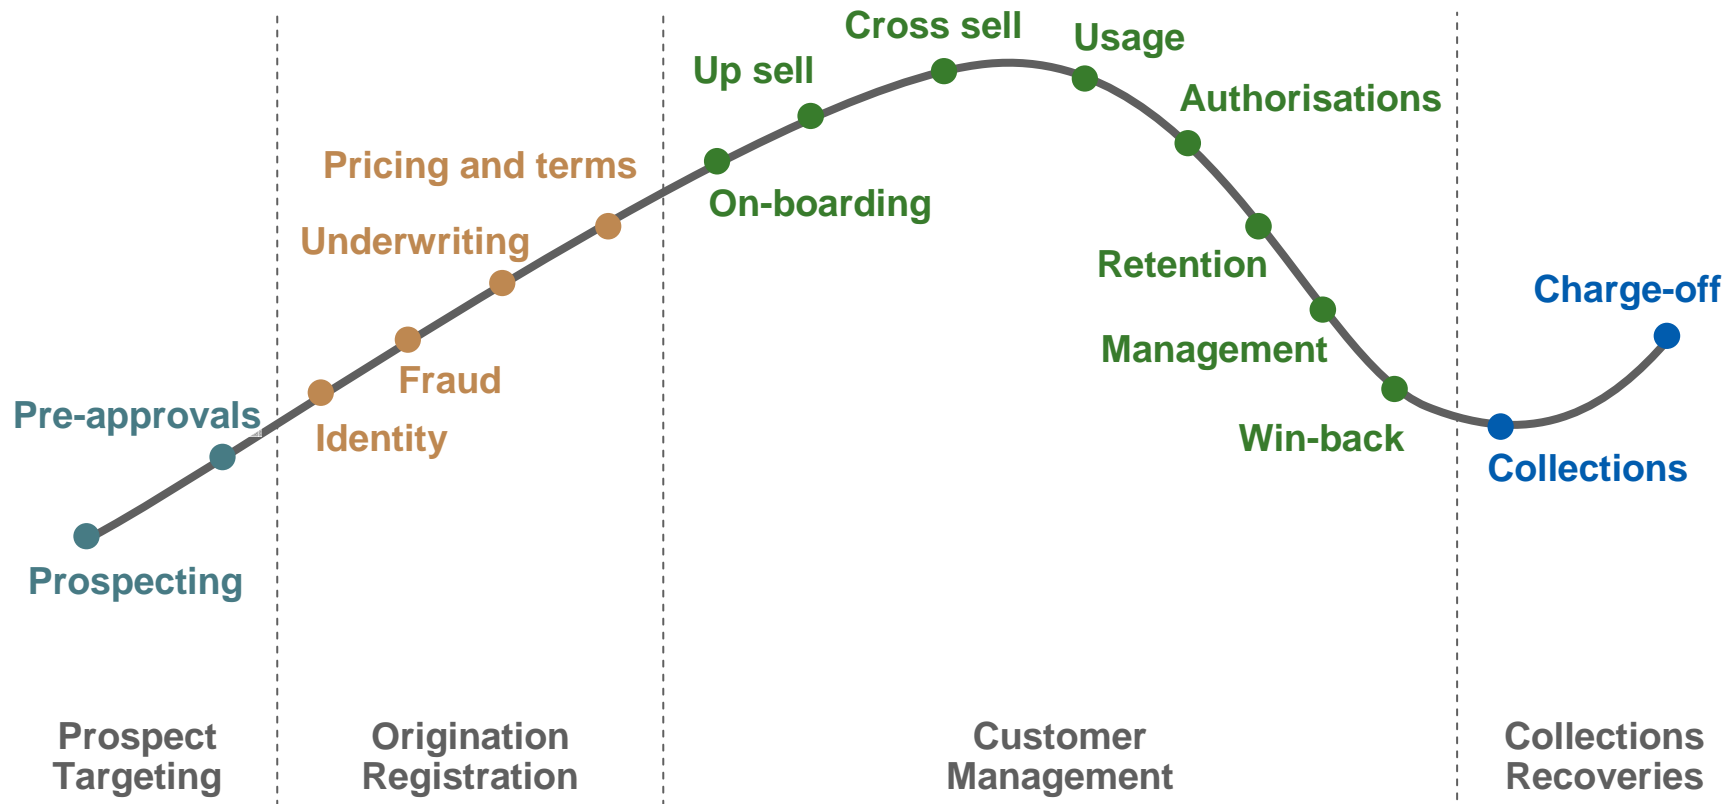 Cross sell
Usage
Up sell
Authorisations
Pricing and terms
On-boarding
Underwriting
Retention
Charge-off
Management
Fraud
Pre-approvals
Identity
Win-back
Collections
Prospecting
Prospect
Targeting
Origination
Registration
Customer
Management
Collections
Recoveries